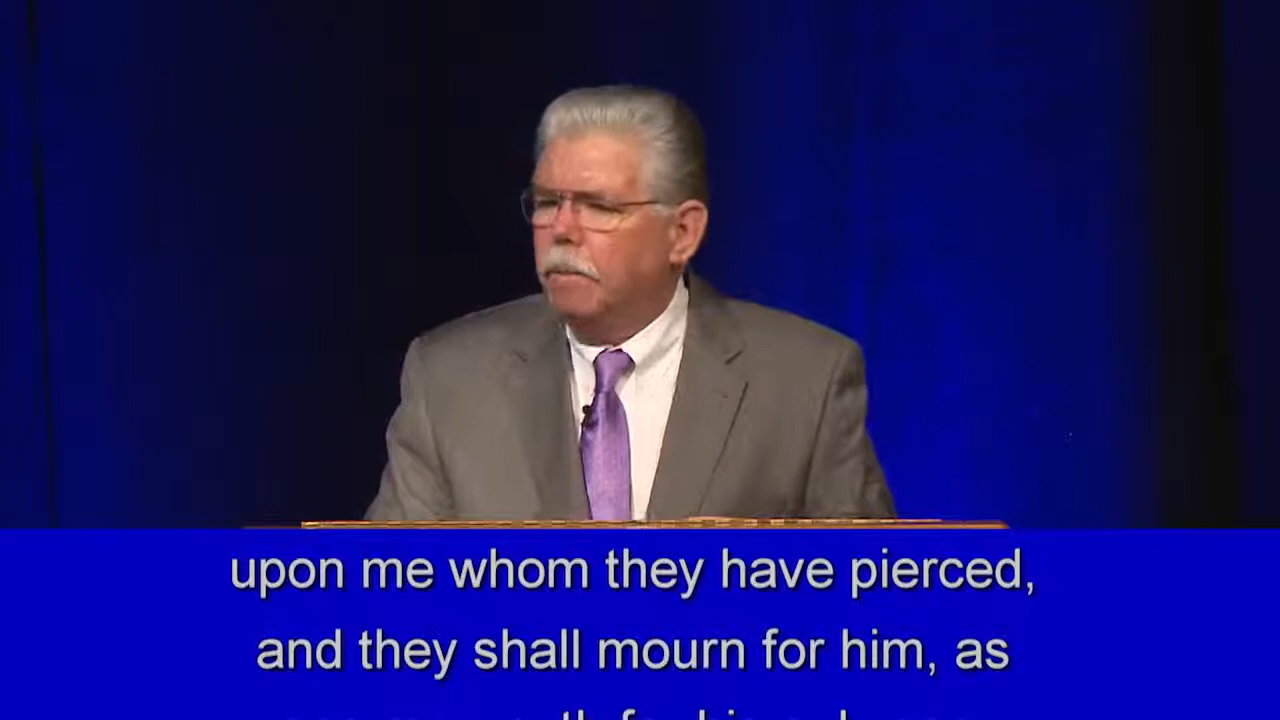 upon me whom they have pierced,
and they shall mourn for him, as